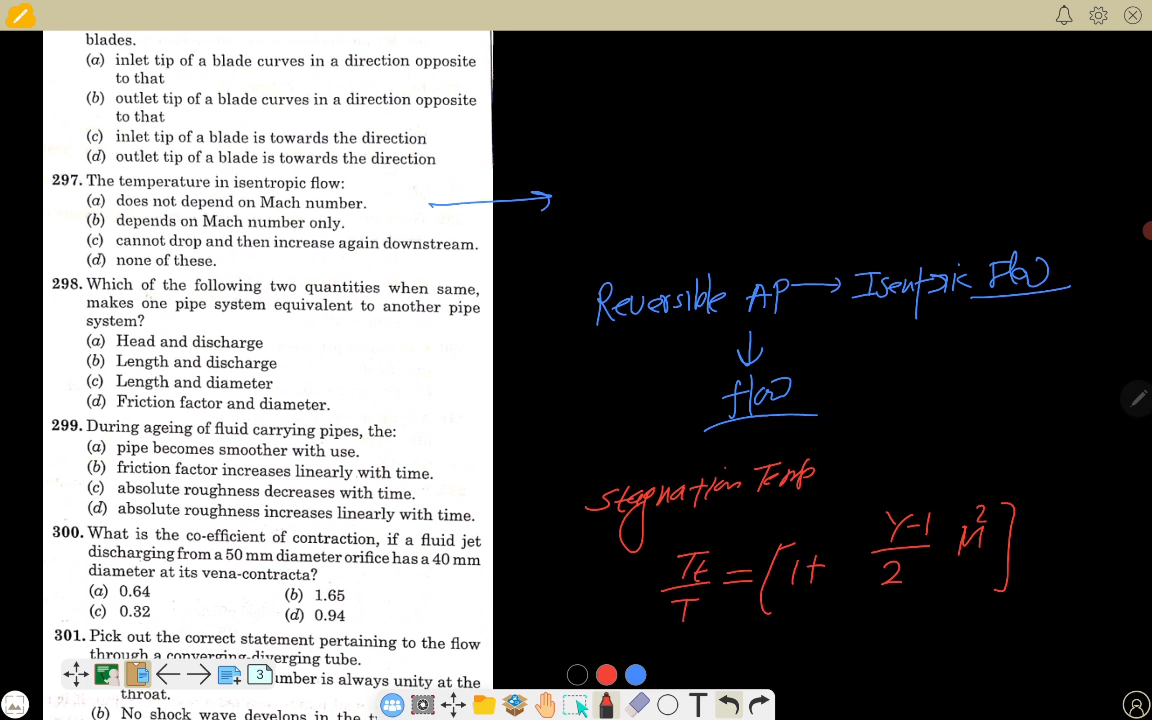 blades.
(a) inlet tip of a blade curves in a direction opposite
to that
(b) outlet tip of a blade curves in a direction opposite
to that
(c) inlet tip of a blade is towards the direction
(d) outlet tip of a blade is towards the direction
297. The temperature in isentropic flow:
(a) does not depend on Mach number.
(b) depends on Mach number only.
(c) cannot drop and then increase again downstream.
(d) none of these.
298. Which of the following two quantities when same,
makes one pipe system equivalent to another pipe
system?
(a) Head and discharge
(b) Length and discharge
(c) Length and diameter
(d) Friction factor and diameter.
299. During ageing of fluid carrying pipes, the:
(a) pipe becomes smoother with use.
(b) friction factor increases linearly with time.
(c) absolute roughness decreases with time.
(d) absolute roughness increases linearly with time.
300. What is the co-efficient of contraction, if a fluid jet
discharging from a 50 mm diameter orifice has a 40 mm
diameter at its vena-contracta?
(a) 0.64 (b) 1.65
(c) 0.32 (d) 0.94
301. Pick out the correct statement pertaining to the flow
through a converging-diverging tube.
umber is always unity at the
throat.
(b) No shock wave develops in the
Reversible AP → Isentropic Flow
↓
flow
Stagnation Temp
Tt/T = [1 + γ-1/2 M²]
3
T